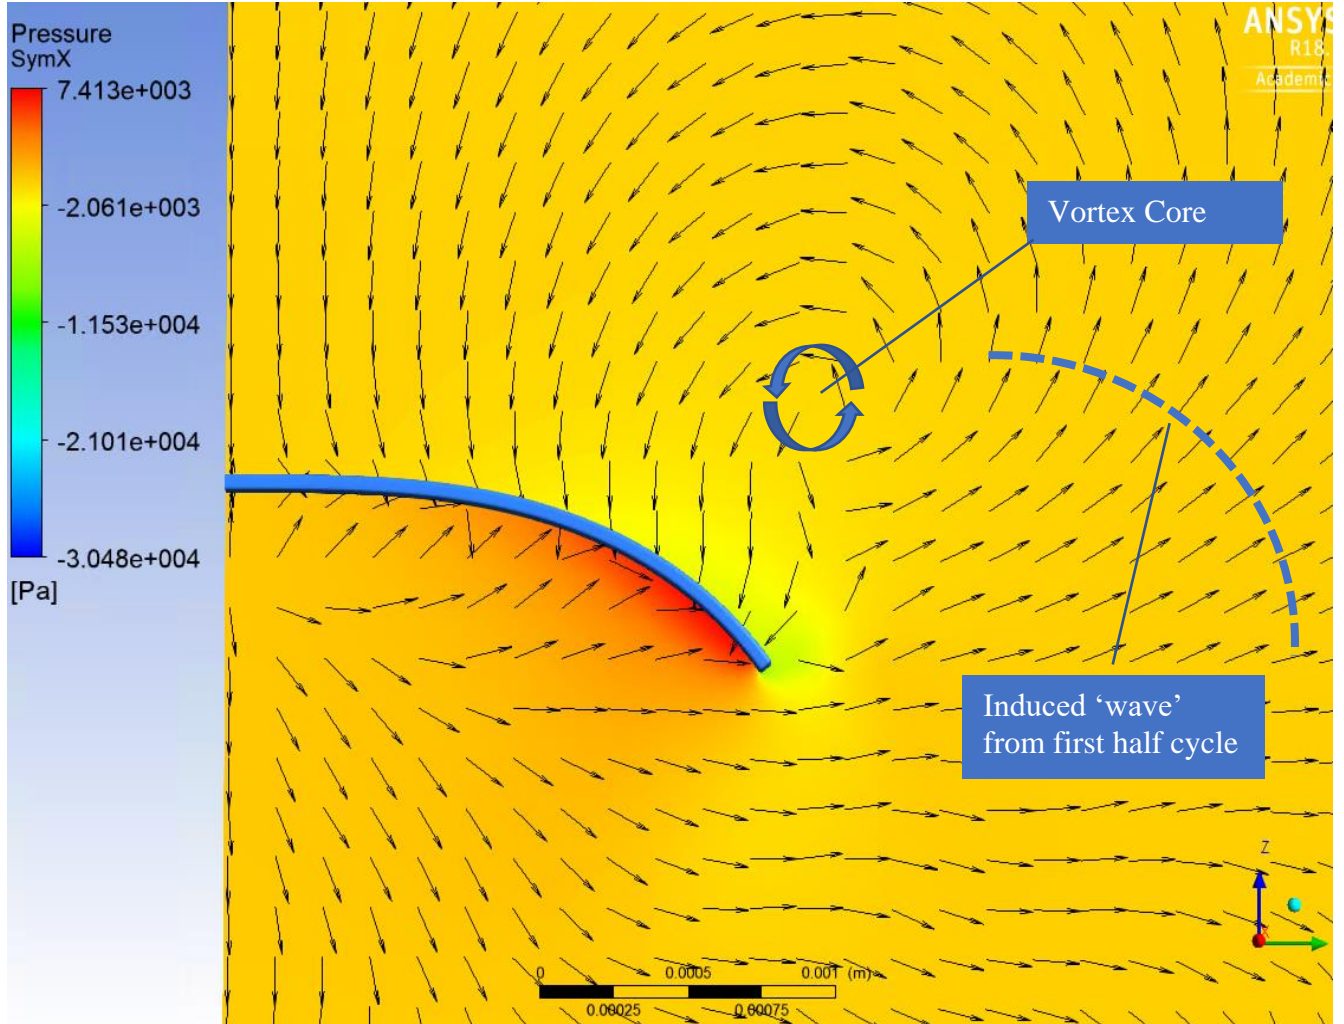 Pressure
SymX
7.413e+003
-2.061e+003
-1.153e+004
-2.101e+004
-3.048e+004
[Pa]
ANSYS
R18.
Academic
Vortex Core
Induced ‘wave’
from first half cycle
Z
0 0.0005 0.001 (m)
0.00025 0.00075